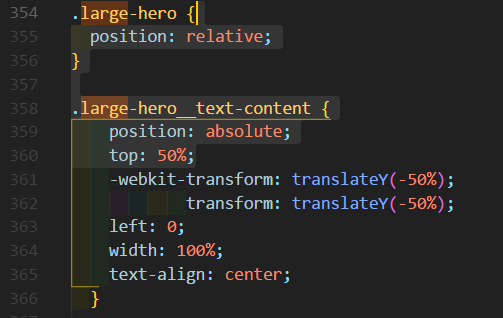 354 .large-hero {
355   position: relative;
356 }
357
358 .large-hero__text-content {
359     position: absolute;
360     top: 50%;
361     -webkit-transform: translateY(-50%);
362             transform: translateY(-50%);
363     left: 0;
364     width: 100%;
365     text-align: center;
366   }